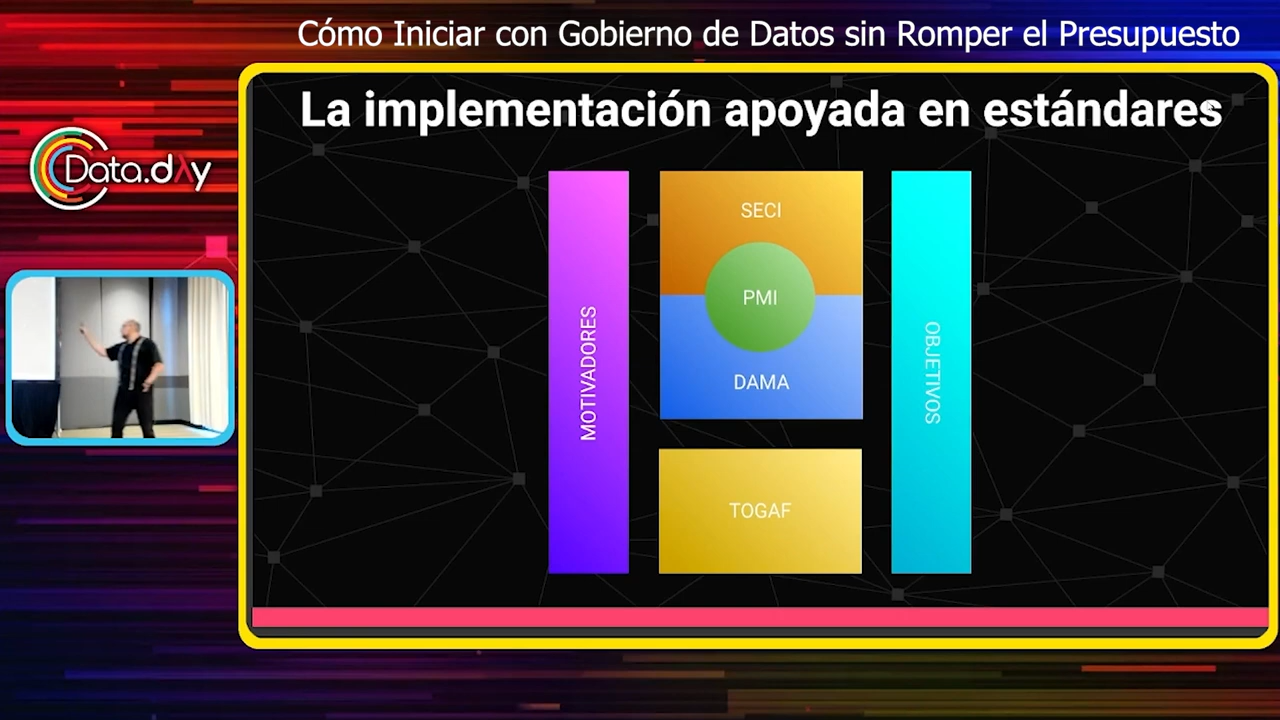 Cómo Iniciar con Gobierno de Datos sin Romper el Presupuesto
La implementación apoyada en estándares
Data.dΛy
MOTIVADORES
SECI
PMI
DAMA
TOGAF
OBJETIVOS